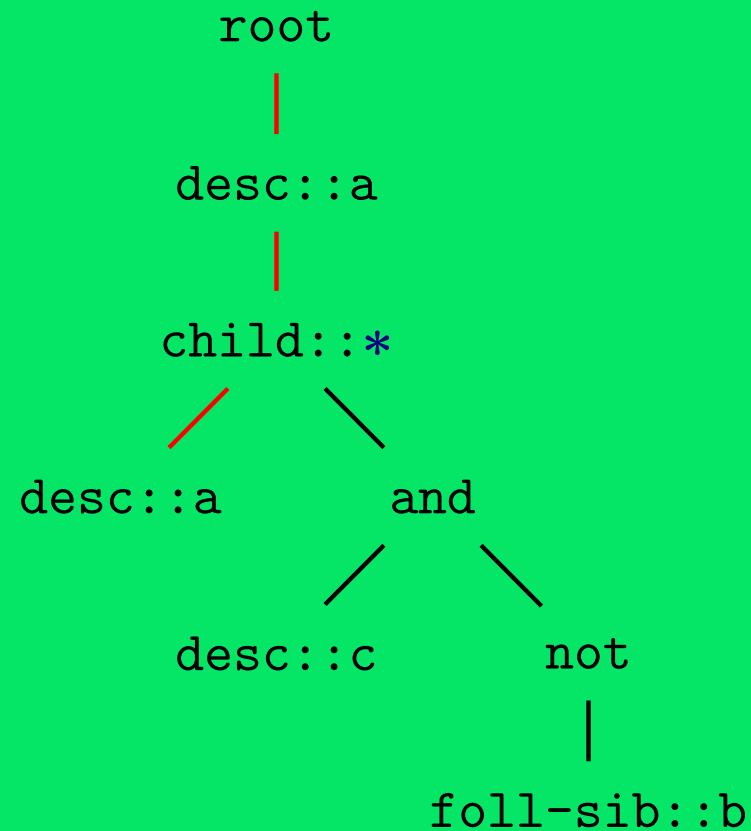 root
desc::a
child::*
desc::a and
desc::c not
foll-sib::b